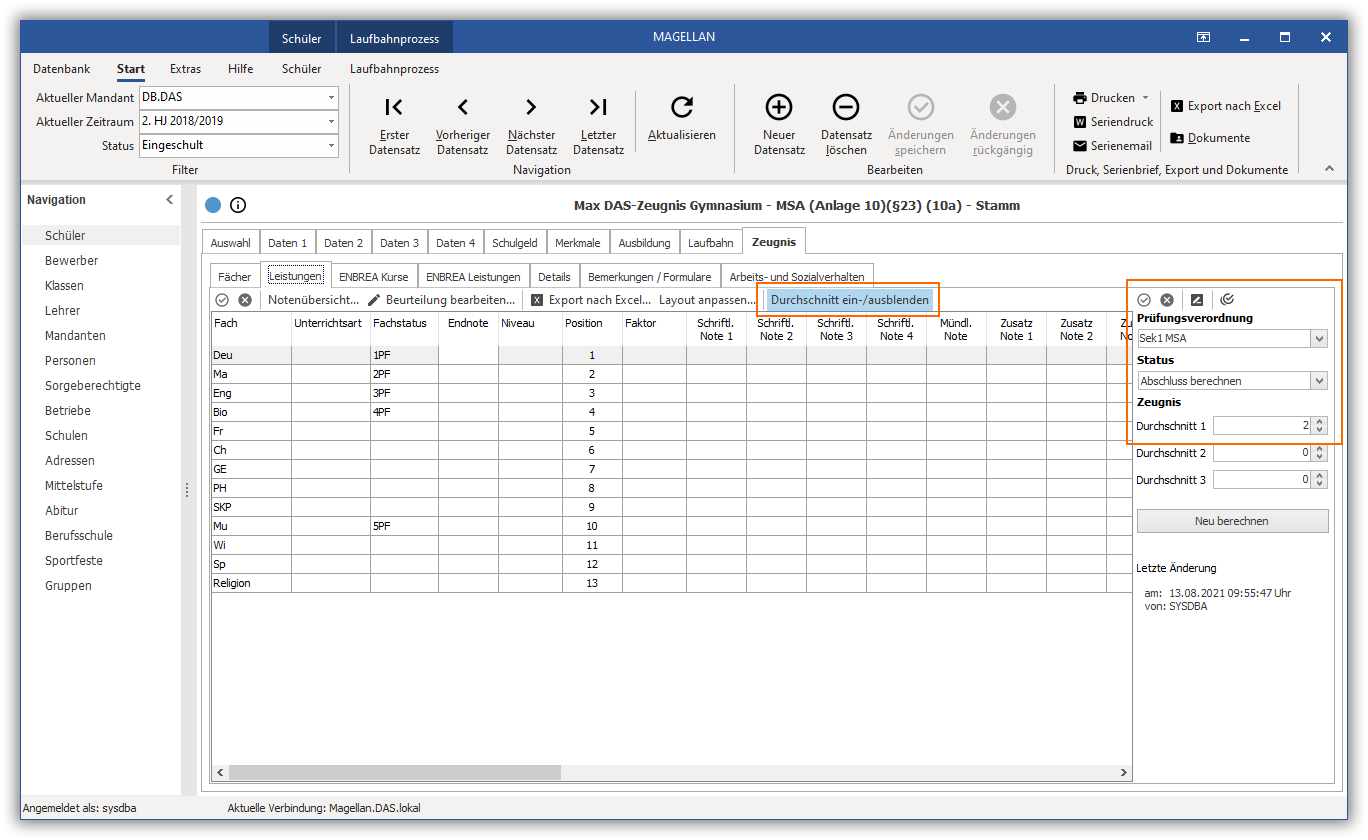 Schüler Laufbahnprozess MAGELLAN
Datenbank Start Extras Hilfe Schüler Laufbahnprozess
Aktueller Mandant DB.DAS
Aktueller Zeitraum 2. HJ 2018/2019
Status Eingeschult
Filter
Erster Datensatz
Vorheriger Datensatz
Nächster Datensatz
Letzter Datensatz
Aktualisieren
Navigation
Neuer Datensatz
Datensatz löschen
Änderungen speichern
Änderungen rückgängig
Bearbeiten
Drucken
Seriendruck
Serienemail
Export nach Excel
Dokumente
Druck, Serienbrief, Export und Dokumente
Navigation
Schüler
Bewerber
Klassen
Lehrer
Mandanten
Personen
Sorgeberechtigte
Betriebe
Schulen
Adressen
Mittelstufe
Abitur
Berufsschule
Sportfeste
Gruppen
Max DAS-Zeugnis Gymnasium - MSA (Anlage 10)(§23) (10a) - Stamm
Auswahl Daten 1 Daten 2 Daten 3 Daten 4 Schulgeld Merkmale Ausbildung Laufbahn Zeugnis
Fächer Leistungen ENBREA Kurse ENBREA Leistungen Details Bemerkungen / Formulare Arbeits- und Sozialverhalten
Notenübersicht... Beurteilung bearbeiten... Export nach Excel... Layout anpassen... Durchschnitt ein-/ausblenden
Fach Unterrichtsart Fachstatus Endnote Niveau Position Faktor Schriftl. Note 1 Schriftl. Note 2 Schriftl. Note 3 Schriftl. Note 4 Mündl. Note Zusatz Note 1 Zusatz Note 2
Deu 1PF 1
Ma 2PF 2
Eng 3PF 3
Bio 4PF 4
Fr 5
Ch 6
GE 7
PH 8
SKP 9
Mu 5PF 10
Wi 11
Sp 12
Religion 13
Prüfungsverordnung
Sek1 MSA
Status
Abschluss berechnen
Zeugnis
Durchschnitt 1 2
Durchschnitt 2 0
Durchschnitt 3 0
Neu berechnen
Letzte Änderung
am: 13.08.2021 09:55:47 Uhr
von: SYSDBA
Angemeldet als: sysdba Aktuelle Verbindung: Magellan.DAS.lokal